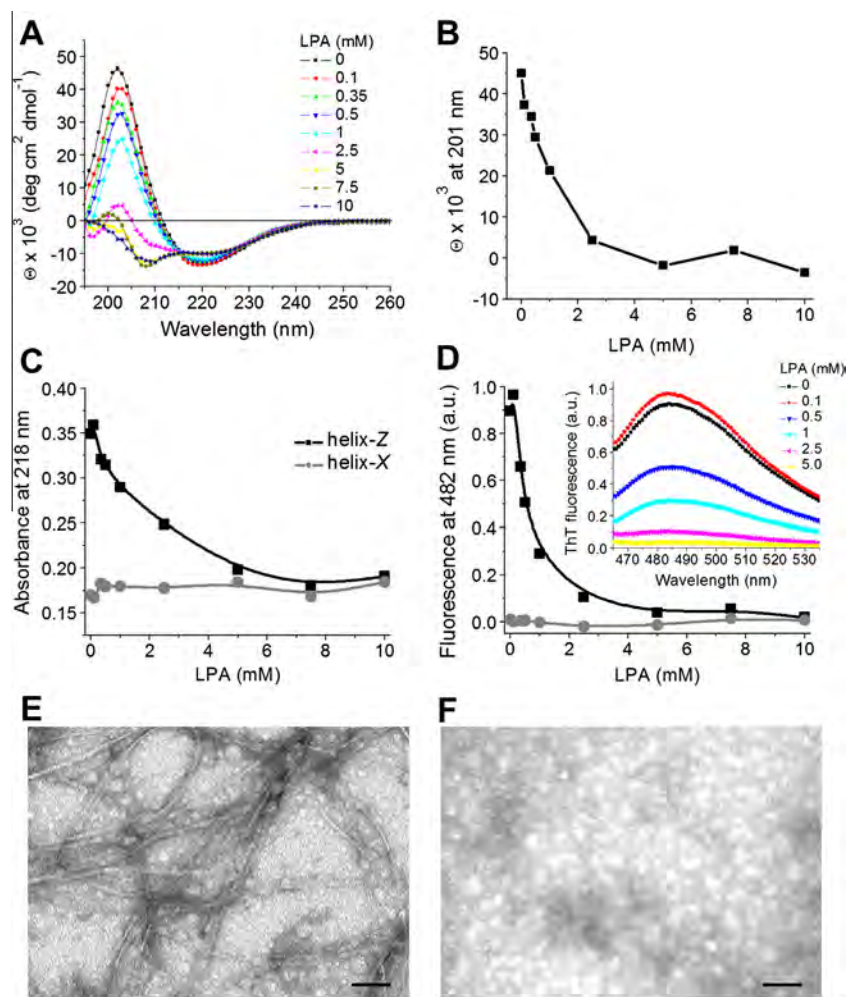 A
Θ x 10³ (deg cm² dmol⁻¹)
50
40
30
20
10
0
-10
-20
200 210 220 230 240 250 260
Wavelength (nm)
LPA (mM)
0
0.1
0.35
0.5
1
2.5
5
7.5
10
B
Θ x 10³ at 201 nm
50
40
30
20
10
0
-10
0 2 4 6 8 10
LPA (mM)
C
Absorbance at 218 nm
0.40
0.35
0.30
0.25
0.20
0.15
0 2 4 6 8 10
LPA (mM)
helix-Z
helix-X
D
Fluorescence at 482 nm (a.u.)
1.0
0.8
0.6
0.4
0.2
0.0
0 2 4 6 8 10
LPA (mM)
ThT fluorescence (a.u.)
1.0
0.8
0.6
0.4
0.2
0.0
470 480 490 500 510 520 530
Wavelength (nm)
LPA (mM)
0
0.1
0.5
1
2.5
5.0
E
F